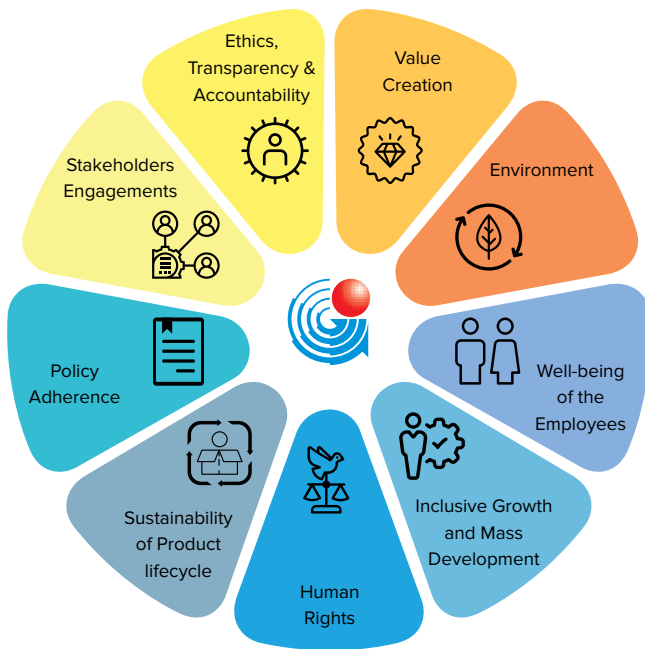 Ethics,
Transparency &
Accountability
Value
Creation
Environment
Well-being
of the
Employees
Inclusive Growth
and Mass
Development
Human
Rights
Sustainability
of Product
lifecycle
Policy
Adherence
Stakeholders
Engagements